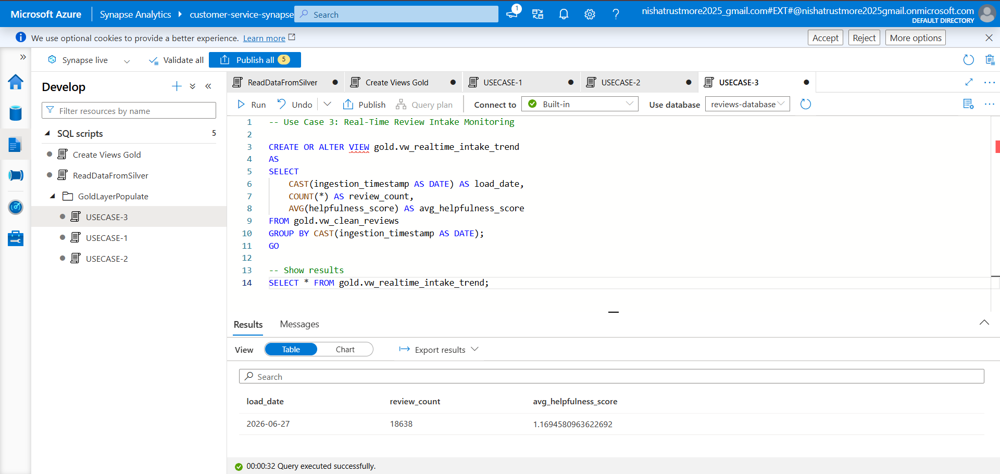 Microsoft Azure
Synapse Analytics
customer-service-synapse
Search
1
nishatrustmore2025_gmail.com#EXT#@nishatrustmore2025gmail.onmicrosoft.com
DEFAULT DIRECTORY
We use optional cookies to provide a better experience. Learn more
Accept
Reject
More options
Synapse live
Validate all
Publish all 5
Develop
Filter resources by name
SQL scripts 5
Create Views Gold
ReadDataFromSilver
GoldLayerPopulate
USECASE-3
USECASE-1
USECASE-2
ReadDataFromSilver
Create Views Gold
USECASE-1
USECASE-2
USECASE-3
Run
Undo
Publish
Query plan
Connect to
Built-in
Use database
reviews-database
1 -- Use Case 3: Real-Time Review Intake Monitoring
2
3 CREATE OR ALTER VIEW gold.vw_realtime_intake_trend
4 AS
5 SELECT
6 CAST(ingestion_timestamp AS DATE) AS load_date,
7 COUNT(*) AS review_count,
8 AVG(helpfulness_score) AS avg_helpfulness_score
9 FROM gold.vw_clean_reviews
10 GROUP BY CAST(ingestion_timestamp AS DATE);
11 GO
12
13 -- Show results
14 SELECT * FROM gold.vw_realtime_intake_trend;
Results
Messages
View
Table
Chart
Export results
Search
load_date review_count avg_helpfulness_score
2026-06-27 18638 1.1694580963622692
00:00:32 Query executed successfully.